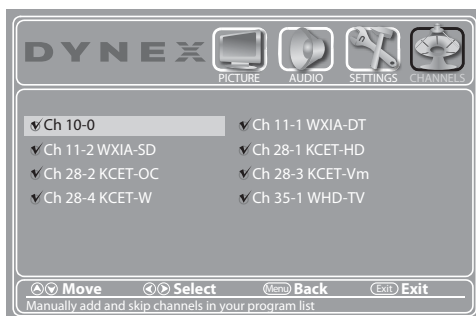 DYNEX
PICTURE AUDIO SETTINGS CHANNELS
Ch 10-0 Ch 11-1 WXIA-DT
Ch 11-2 WXIA-SD Ch 28-1 KCET-HD
Ch 28-2 KCET-OC Ch 28-3 KCET-Vm
Ch 28-4 KCET-W Ch 35-1 WHD-TV
Move Select Menu Back Exit Exit
Manually add and skip channels in your program list